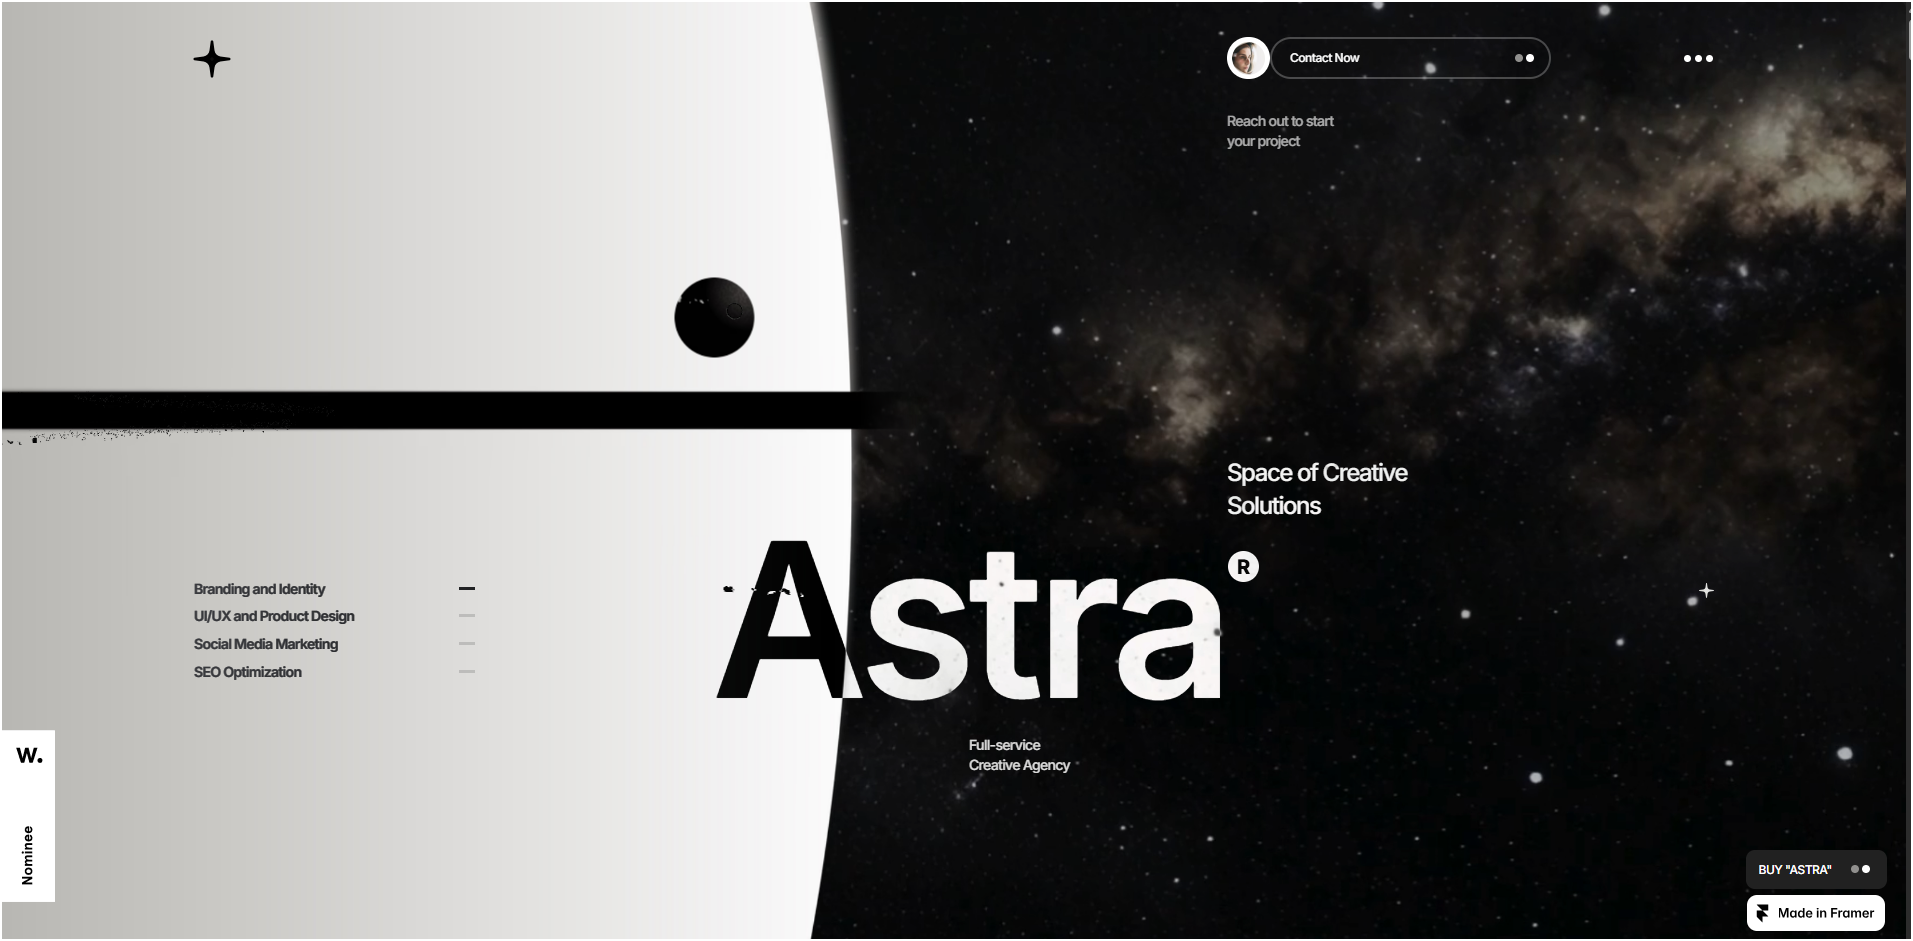 Contact Now
Reach out to start
your project
Space of Creative
Solutions
Astra
R
Branding and Identity
UI/UX and Product Design
Social Media Marketing
SEO Optimization
Full-service
Creative Agency
W.
Nominee
BUY "ASTRA"
Made in Framer